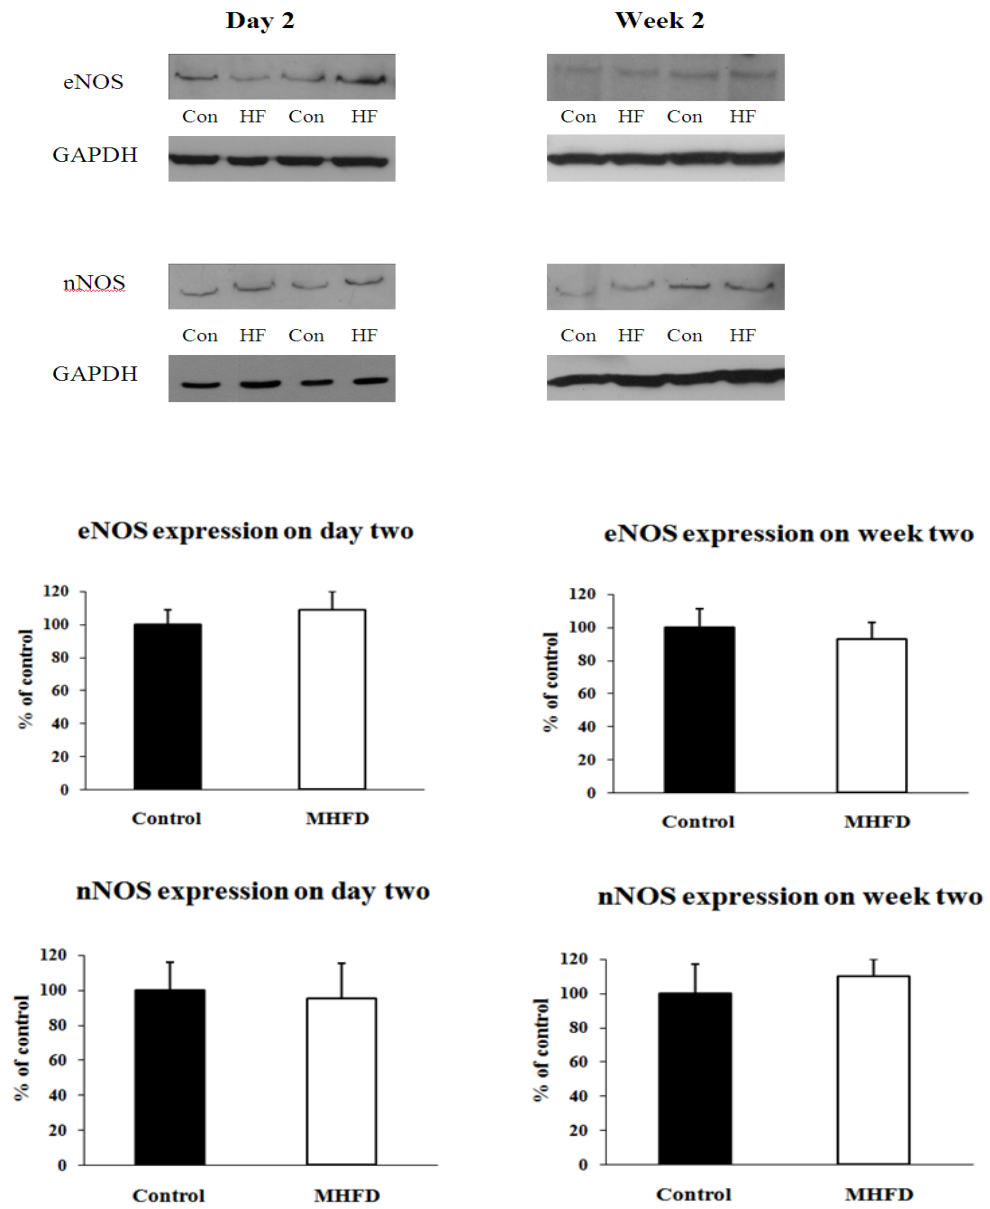 Day 2 Week 2
eNOS
Con HF Con HF Con HF Con HF
GAPDH
nNOS
Con HF Con HF Con HF Con HF
GAPDH
eNOS expression on day two
% of control
120
100
80
60
40
20
0
Control MHFD
eNOS expression on week two
% of control
120
100
80
60
40
20
0
Control MHFD
nNOS expression on day two
% of control
120
100
80
60
40
20
0
Control MHFD
nNOS expression on week two
% of control
120
100
80
60
40
20
0
Control MHFD